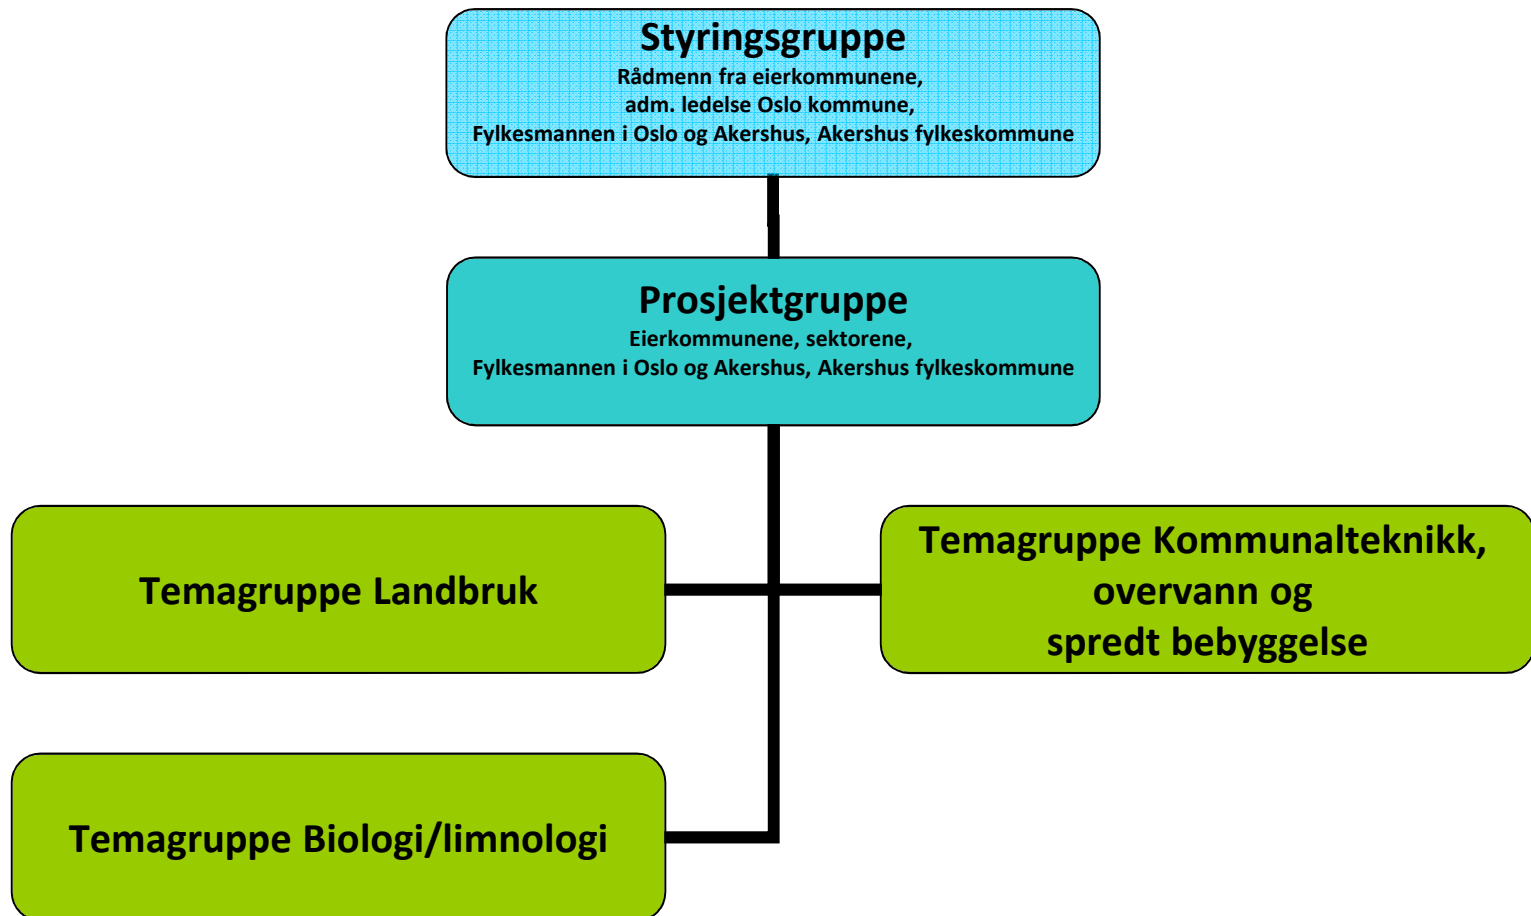 Styringsgruppe
Rådmenn fra eierkommunene,
adm. ledelse Oslo kommune,
Fylkesmannen i Oslo og Akershus, Akershus fylkeskommune
Prosjektgruppe
Eierkommunene, sektorene,
Fylkesmannen i Oslo og Akershus, Akershus fylkeskommune
Temagruppe Landbruk
Temagruppe Kommunalteknikk,
overvann og
spredt bebyggelse
Temagruppe Biologi/limnologi